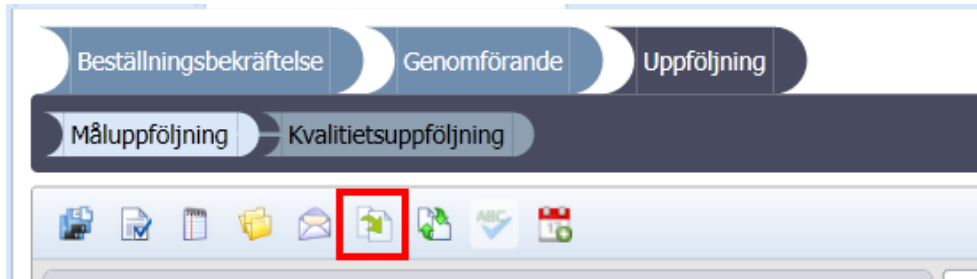 Beställningsbekräftelse Genomförande Uppföljning
Måluppföljning Kvalitietsuppföljning
ABC